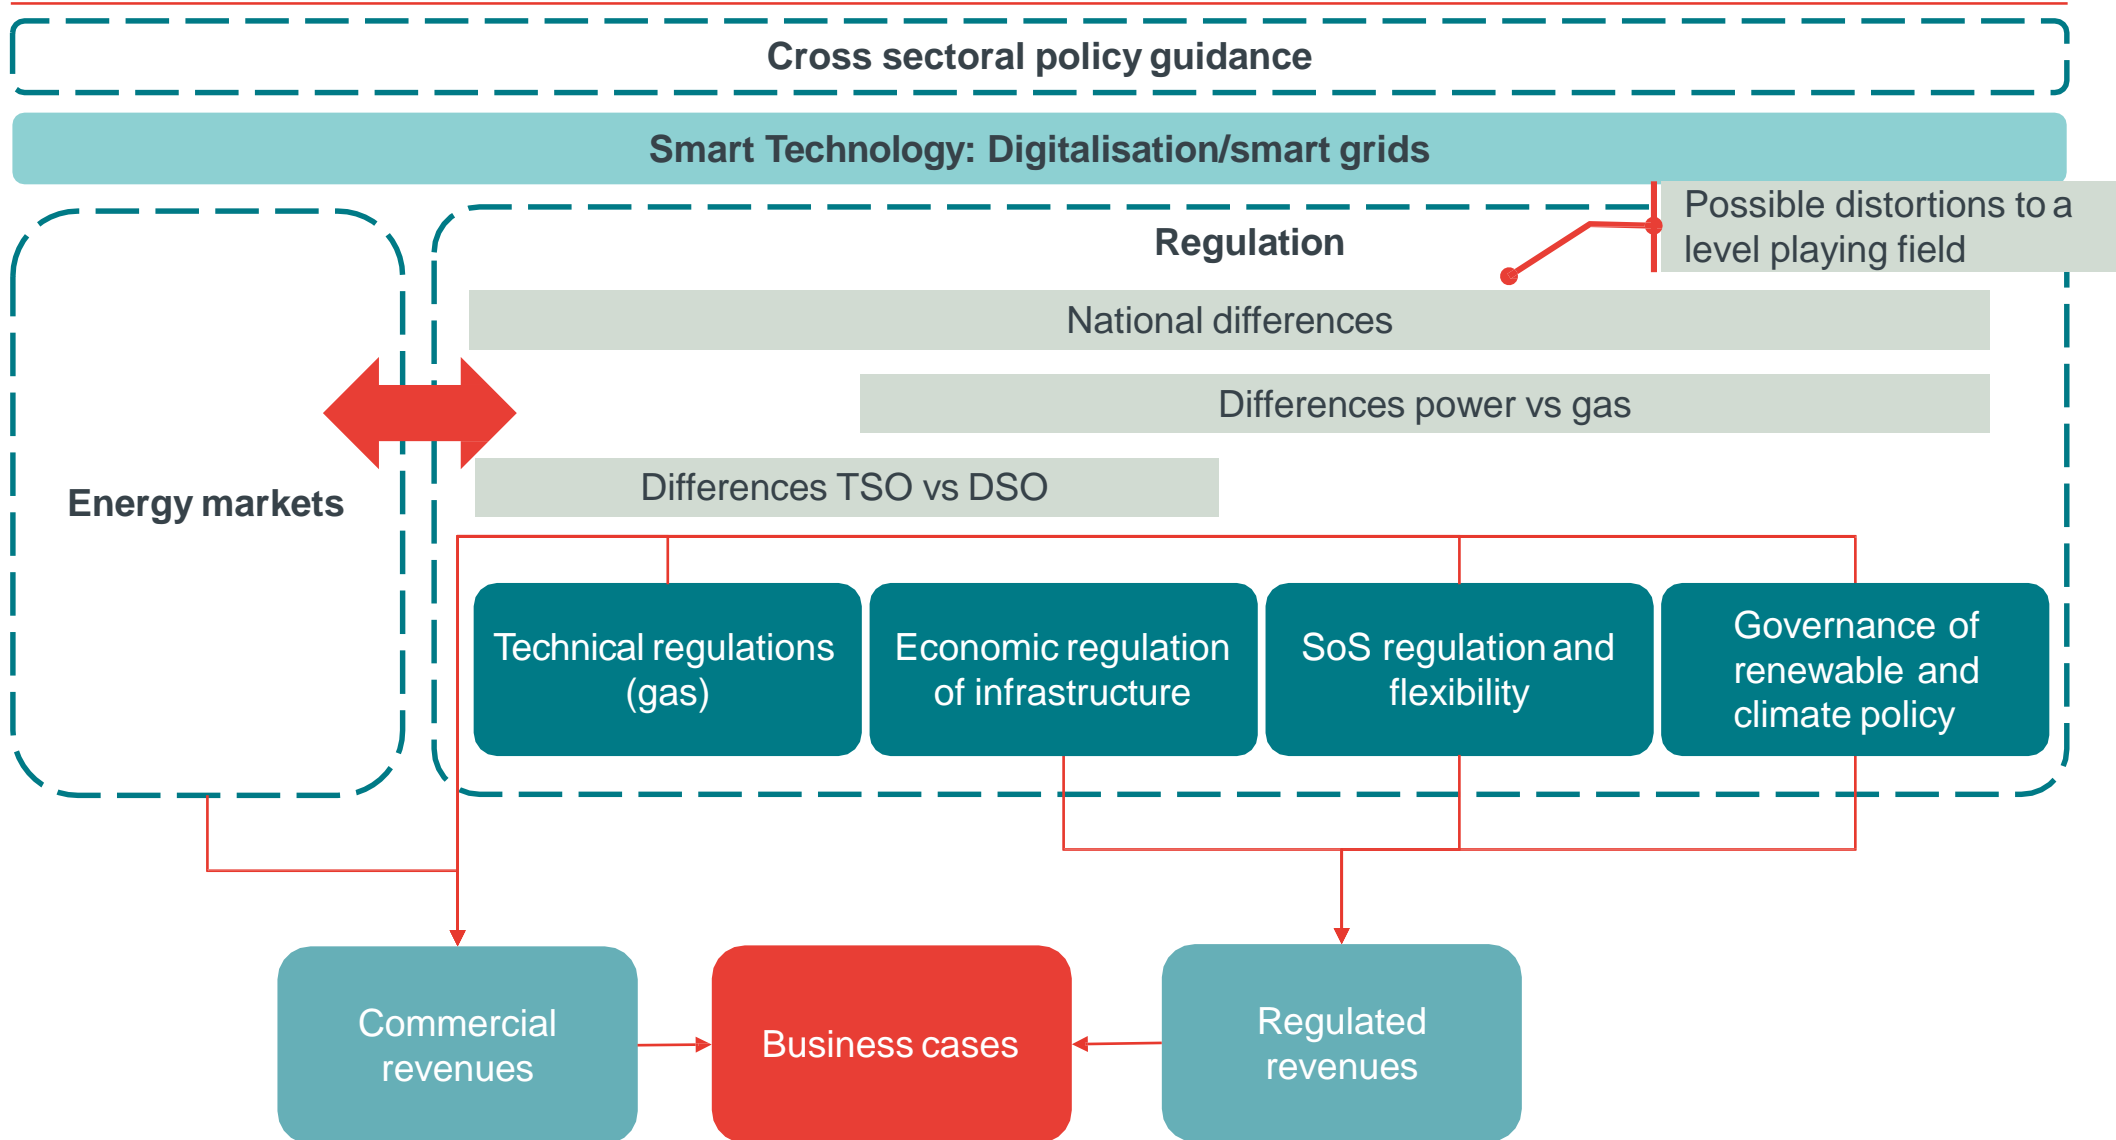 Cross sectoral policy guidance
Smart Technology: Digitalisation/smart grids
Possible distortions to a
level playing field
Regulation
National differences
Differences power vs gas
Differences TSO vs DSO
Energy markets
Technical regulations
(gas)
Economic regulation
of infrastructure
SoS regulation and
flexibility
Governance of
renewable and
climate policy
Commercial
revenues
Business cases
Regulated
revenues